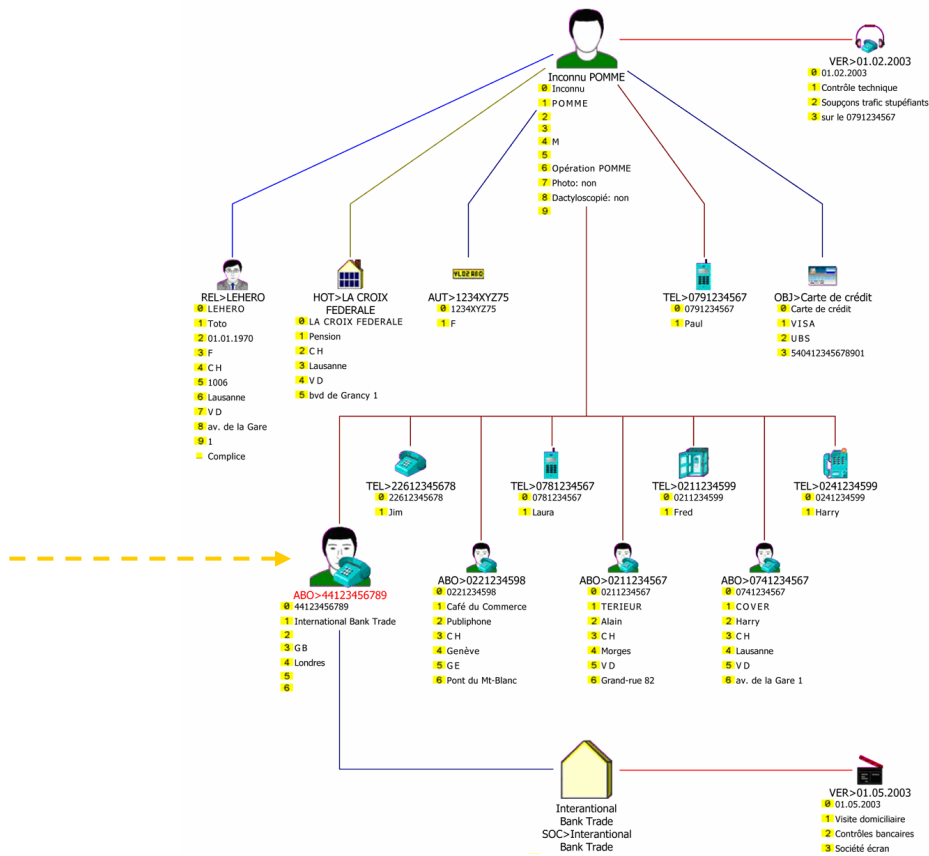 Inconnu POMME
0 Inconnu
1 POMME
2
3
4 M
5
6 Opération POMME
7 Photo: non
8 Dactyloscopié: non
9
VER>01.02.2003
0 01.02.2003
1 Contrôle technique
2 Soupçons trafic stupéfiants
3 sur le 0791234567
REL>LEHERO
0 LEHERO
1 Toto
2 01.01.1970
3 F
4 CH
5 1006
6 Lausanne
7 VD
8 av. de la Gare
9 1
Complice
HOT>LA CROIX
FEDERALE
0 LA CROIX FEDERALE
1 Pension
2 CH
3 Lausanne
4 VD
5 bvd de Grancy 1
YLOZ REO
AUT>1234XYZ75
0 1234XYZ75
1 F
TEL>0791234567
0 0791234567
1 Paul
OBJ>Carte de crédit
0 Carte de crédit
1 VISA
2 UBS
3 540412345678901
TEL>22612345678
0 22612345678
1 Jim
TEL>0781234567
0 0781234567
1 Laura
TEL>0211234599
0 0211234599
1 Fred
TEL>0241234599
0 0241234599
1 Harry
ABO>44123456789
0 44123456789
1 International Bank Trade
2
3 GB
4 Londres
5
6
ABO>0221234598
0 0221234598
1 Café du Commerce
2 Publiphone
3 CH
4 Genève
5 GE
6 Pont du Mt-Blanc
ABO>0211234567
0 0211234567
1 TERIEUR
2 Alain
3 CH
4 Morges
5 VD
6 Grand-rue 82
ABO>0741234567
0 0741234567
1 COVER
2 Harry
3 CH
4 Lausanne
5 VD
6 av. de la Gare 1
Interantional
Bank Trade
SOC>Interantional
Bank Trade
VER>01.05.2003
0 01.05.2003
1 Visite domiciliaire
2 Contrôles bancaires
3 Société écran